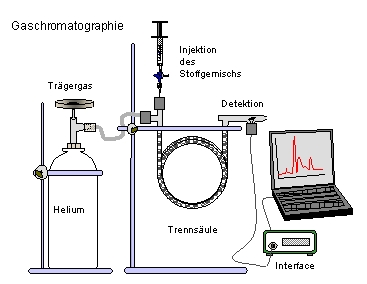 Gaschromatographie
Injektion
des
Stoffgemischs
Trägergas
Detektion
Helium
Trennsäule
Interface